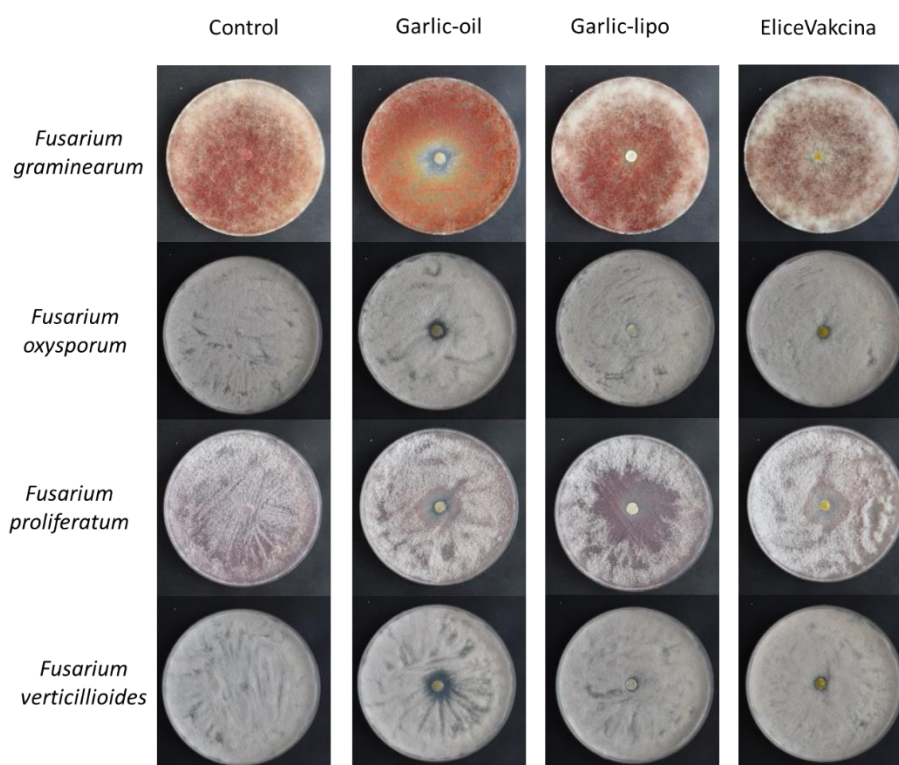 Control Garlic-oil Garlic-lipo EliceVakcina
Fusarium
graminearum
Fusarium
oxysporum
Fusarium
proliferatum
Fusarium
verticillioides